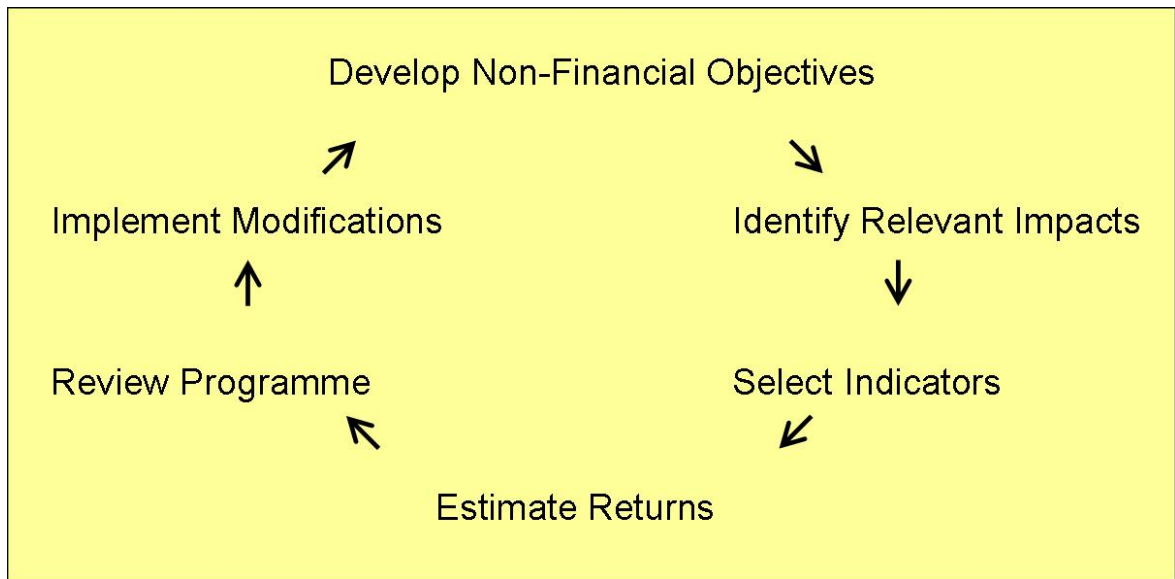 Develop Non-Financial Objectives
Implement Modifications
Identify Relevant Impacts
Review Programme
Select Indicators
Estimate Returns